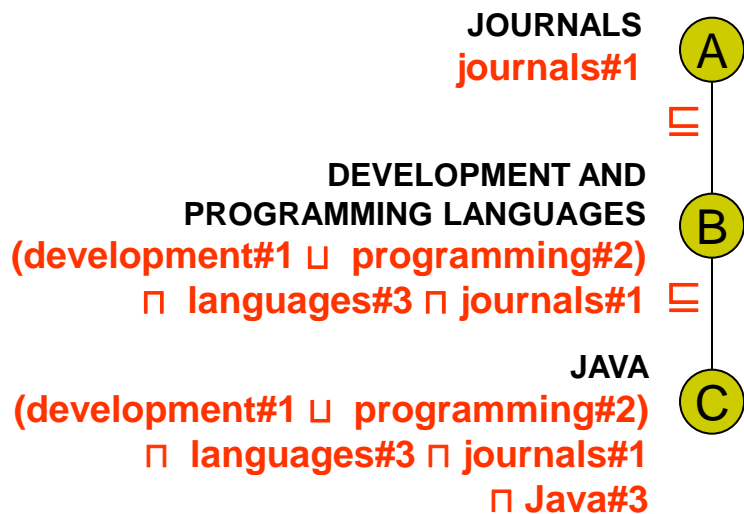 JOURNALS
journals#1
A
⊑
DEVELOPMENT AND
PROGRAMMING LANGUAGES
(development#1 ⊔ programming#2)
⊓ languages#3 ⊓ journals#1
B
⊑
JAVA
(development#1 ⊔ programming#2)
⊓ languages#3 ⊓ journals#1
⊓ Java#3
C